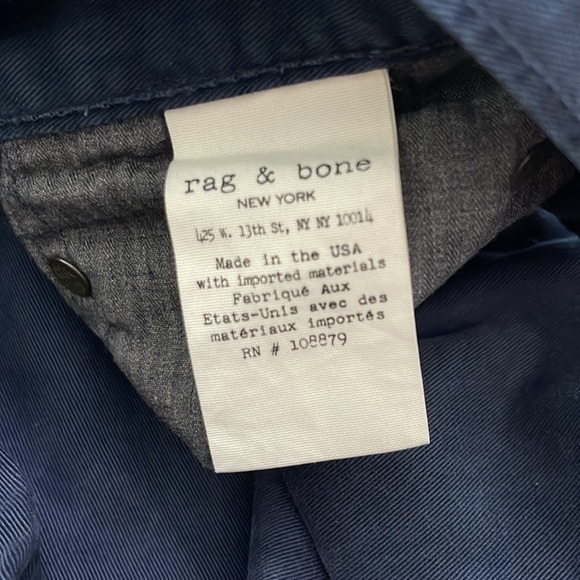 rag & bone
NEW YORK
425 W. 13th St, NY NY 10014
Made in the USA
with imported materials
Fabriqué Aux
Etats-Unis avec des
matériaux importés
RN # 108879